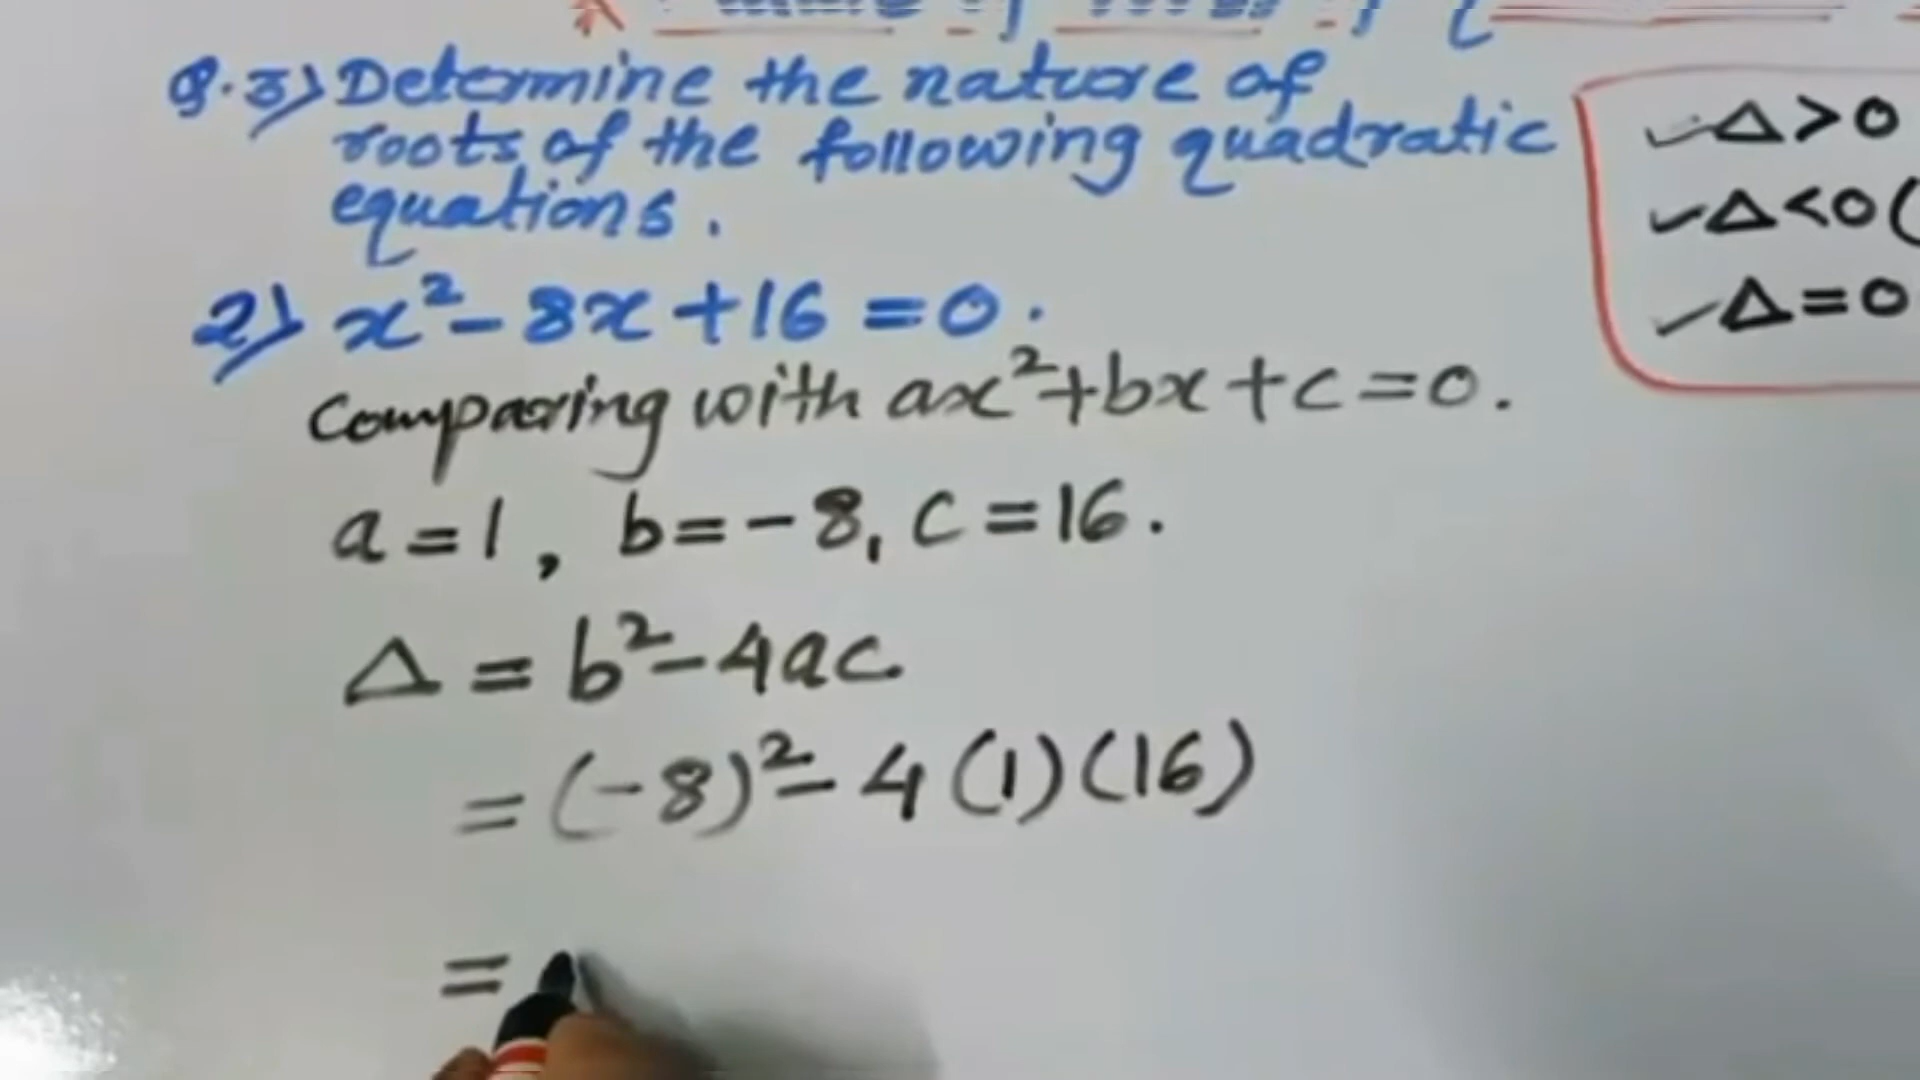 Q.3) Determine the nature of
roots of the following quadratic
equations.
2) x² - 8x + 16 = 0.
Comparing with ax² + bx + c = 0.
a = 1, b = -8, c = 16.
Δ = b² - 4ac
= (-8)² - 4 (1) (16)
=
Δ > 0
Δ < 0 (
Δ = 0